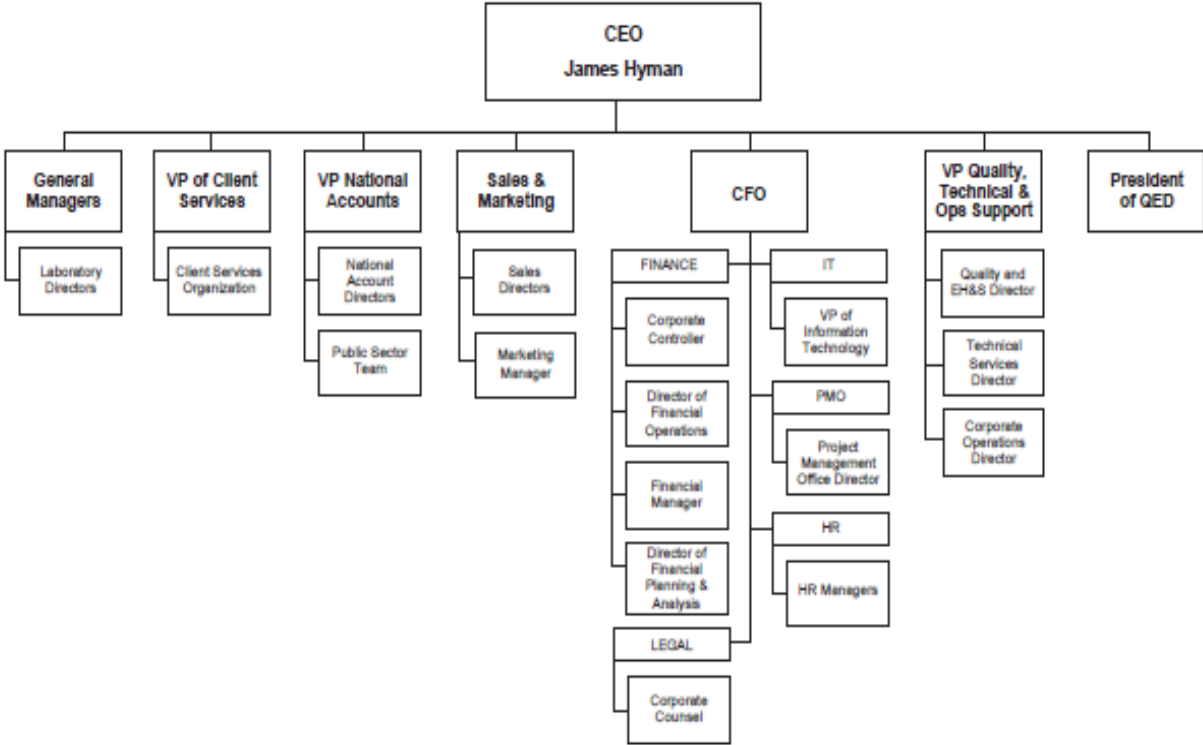 CEO
James Hyman
General
Managers
VP of Client
Services
VP National
Accounts
Sales &
Marketing
CFO
VP Quality,
Technical &
Ops Support
President
of QED
Laboratory
Directors
Client Services
Organization
National
Account
Directors
Public Sector
Team
Sales
Directors
Marketing
Manager
FINANCE
Corporate
Controller
Director of
Financial
Operations
Financial
Manager
Director of
Financial
Planning &
Analysis
LEGAL
Corporate
Counsel
IT
VP of
Information
Technology
PMO
Project
Management
Office Director
HR
HR Managers
Quality and
EH&S Director
Technical
Services
Director
Corporate
Operations
Director